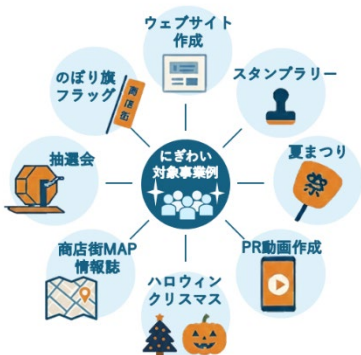 ウェブサイト
作成
スタンプラリー
夏まつり
祭
PR動画作成
ハロウィン
クリスマス
商店街MAP
情報誌
抽選会
のぼり旗
フラッグ
商店街
にぎわい
対象事業例